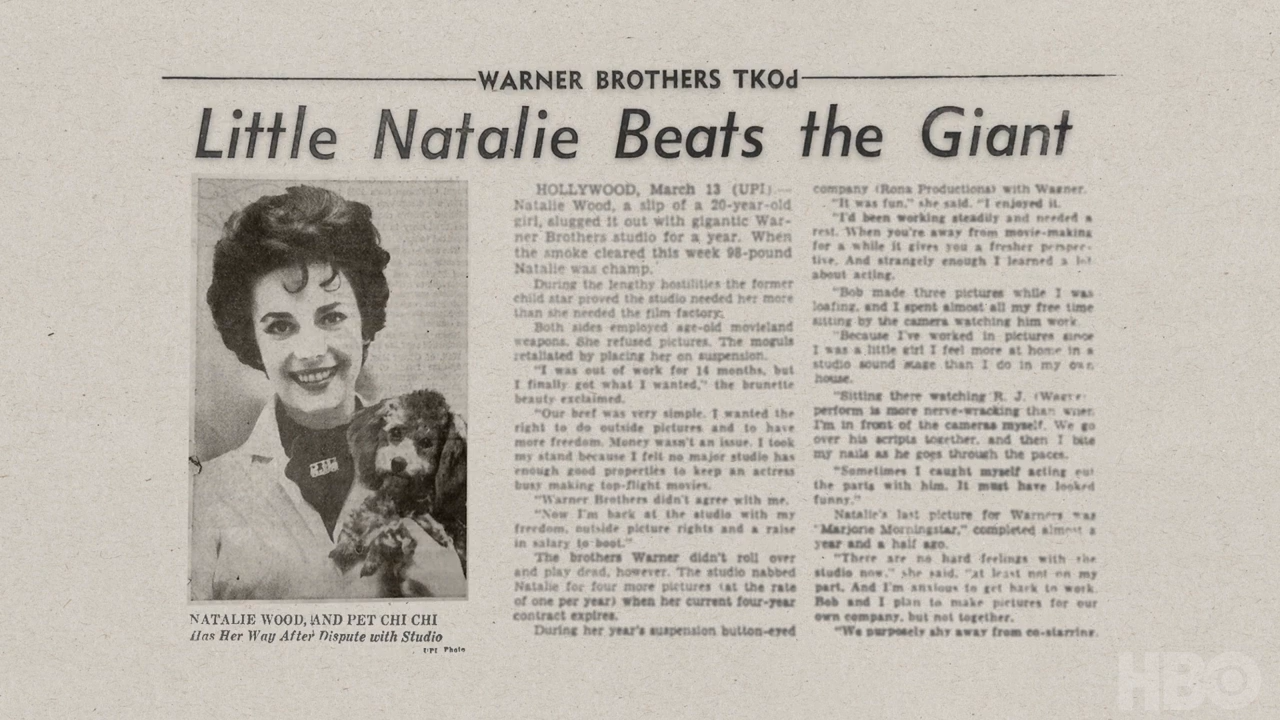 WARNER BROTHERS TKOd
Little Natalie Beats the Giant
HOLLYWOOD, March 13 (UPI) —
Natalie Wood, a slip of a 20-year-old
girl, slugged it out with gigantic War-
ner Brothers studio for a year. When
the smoke cleared this week 98-pound
Natalie was champ.
During the lengthy hostilities the former
child star proved the studio needed her more
than she needed the film factory.
Both sides employed age-old movieland
weapons. She refused pictures. The moguls
retaliated by placing her on suspension.
"I was out of work for 14 months, but
I finally got what I wanted," the brunette
beauty exclaimed.
"Our beef was very simple. I wanted the
right to do outside pictures and to have
more freedom. Money wasn't an issue. I took
my stand because I felt no major studio has
enough good properties to keep an actress
busy making top-flight movies.
"Warner Brothers didn't agree with me.
"Now I'm back at the studio with my
freedom, outside picture rights and a raise
in salary to boot."
The brothers Warner didn't roll over
and play dead, however. The studio nabbed
Natalie for four more pictures (at the rate
of one per year) when her current four-year
contract expires.
During her year's suspension button-eyed
company (Rona Productions) with Wagner.
"It was fun," she said. "I enjoyed it.
"I'd been working steadily and needed a
rest. When you're away from movie-making
for a while it gives you a fresher perspec-
tive. And strangely enough I learned a lot
about acting.
"Bob made three pictures while I was
loafing, and I spent almost all my free time
sitting by the camera watching him work.
"Because I've worked in pictures since
I was a little girl I feel more at home in a
studio sound stage than I do in my own
house.
"Sitting there watching R. J. (Wagner)
perform is more nerve-wracking than when
I'm in front of the cameras myself. We go
over his scripts together, and then I bite
my nails as he goes through the paces.
"Sometimes I caught myself acting out
the parts with him. It must have looked
funny."
Natalie's last picture for Warners was
"Marjorie Morningstar," completed almost a
year and a half ago.
"There are no hard feelings with the
studio now," she said, "at least not on my
part. And I'm anxious to get back to work.
Bob and I plan to make pictures for our
own company, but not together.
"We purposely shy away from co-starring.
NATALIE WOOD, AND PET CHI CHI
Has Her Way After Dispute with Studio
UPI Photo
HBO